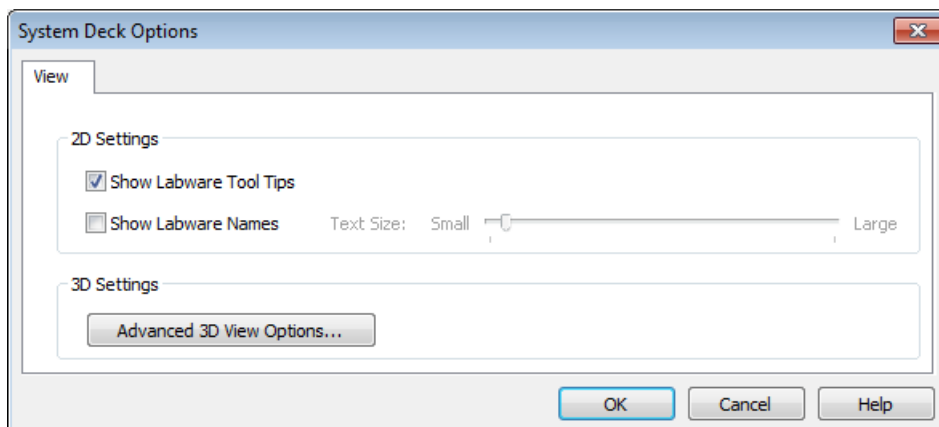 System Deck Options
View
2D Settings
Show Labware Tool Tips
Show Labware Names Text Size: Small Large
3D Settings
Advanced 3D View Options...
OK Cancel Help